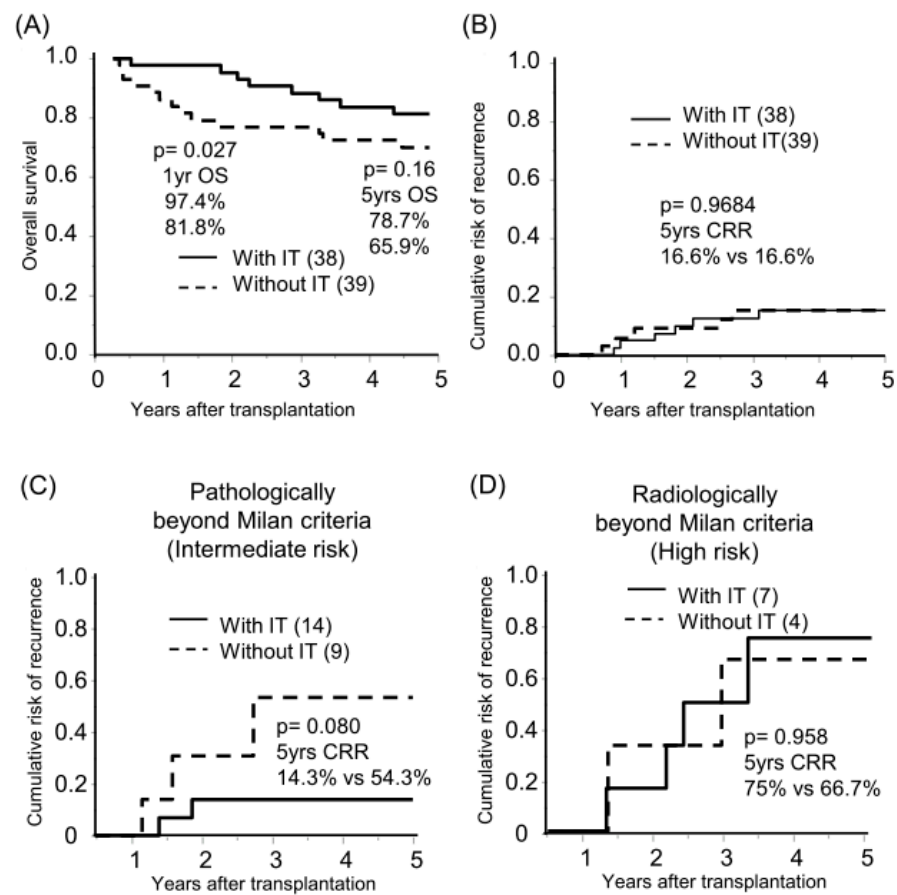 (A)
1.0
0.8
0.6
0.4
0.2
0.0
Overall survival
p= 0.027
1yr OS
97.4%
81.8%
p= 0.16
5yrs OS
78.7%
65.9%
With IT (38)
Without IT (39)
0 1 2 3 4 5
Years after transplantation
(B)
1.0
0.8
0.6
0.4
0.2
0.0
Cumulative risk of recurrence
With IT (38)
Without IT(39)
p= 0.9684
5yrs CRR
16.6% vs 16.6%
0 1 2 3 4 5
Years after transplantation
(C)
Pathologically
beyond Milan criteria
(Intermediate risk)
1.0
0.8
0.6
0.4
0.2
0
Cumulative risk of recurrence
With IT (14)
Without IT (9)
p= 0.080
5yrs CRR
14.3% vs 54.3%
1 2 3 4 5
Years after transplantation
(D)
Radiologically
beyond Milan criteria
(High risk)
1.0
0.8
0.6
0.4
0.2
0.0
Cumulative risk of recurrence
With IT (7)
Without IT (4)
p= 0.958
5yrs CRR
75% vs 66.7%
1 2 3 4 5
Years after transplantation